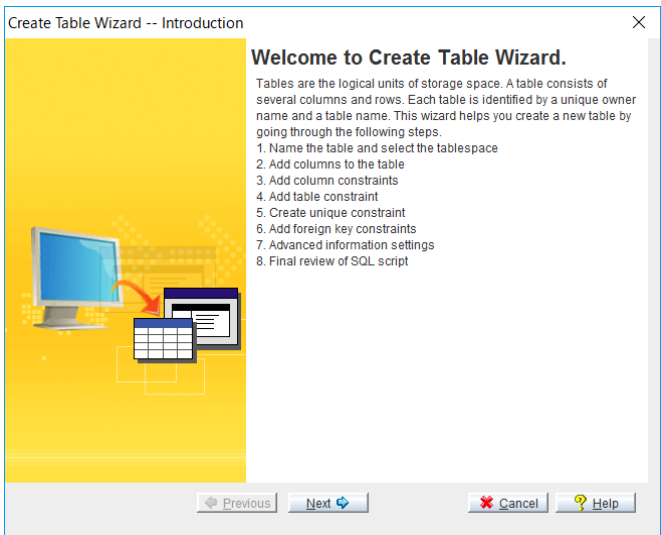 Create Table Wizard -- Introduction
Welcome to Create Table Wizard.
Tables are the logical units of storage space. A table consists of
several columns and rows. Each table is identified by a unique owner
name and a table name. This wizard helps you create a new table by
going through the following steps.
1. Name the table and select the tablespace
2. Add columns to the table
3. Add column constraints
4. Add table constraint
5. Create unique constraint
6. Add foreign key constraints
7. Advanced information settings
8. Final review of SQL script
Previous Next Cancel Help